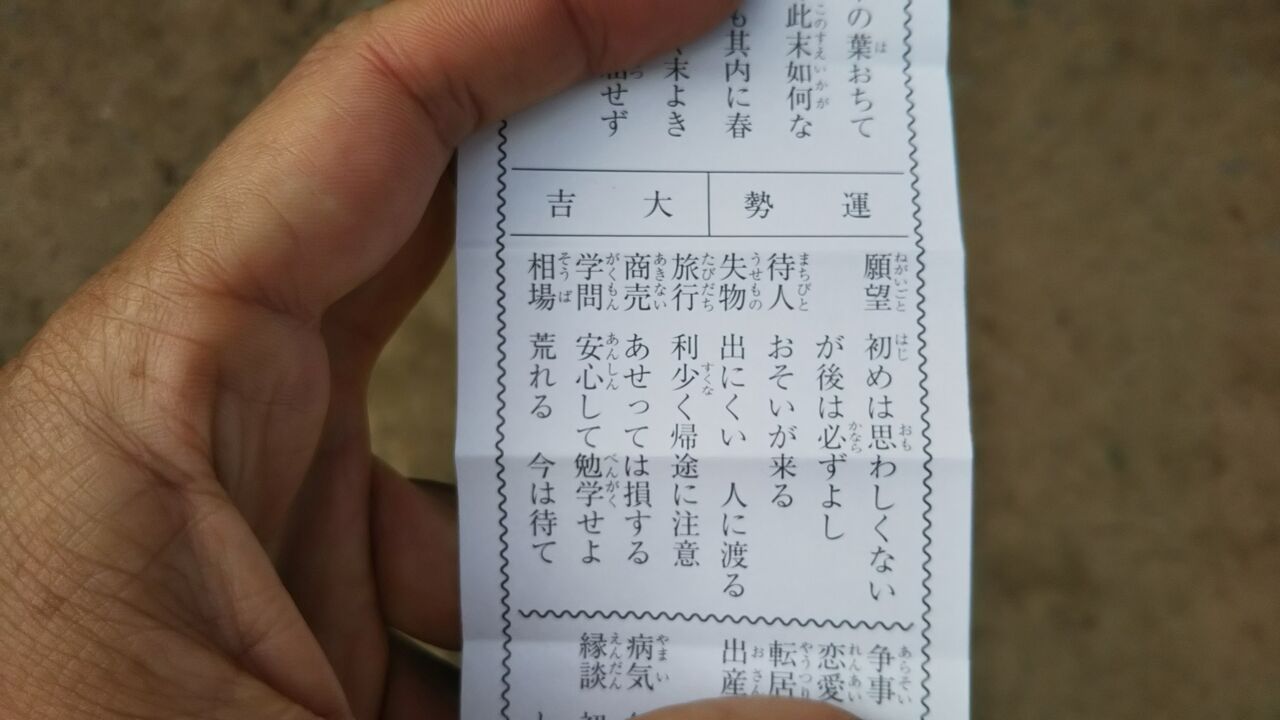 の葉おちて
此末如何な
も其内に春
末よき
せず
運勢 大吉
願望 初めは思わしくない
が後は必ずよし
待人 おそいが来る
失物 出にくい 人に渡る
旅行 利少く帰途に注意
商売 あせっては損する
学問 安心して勉学せよ
相場 荒れる 今は待て
争事
恋愛
転居
出産
病気
縁談